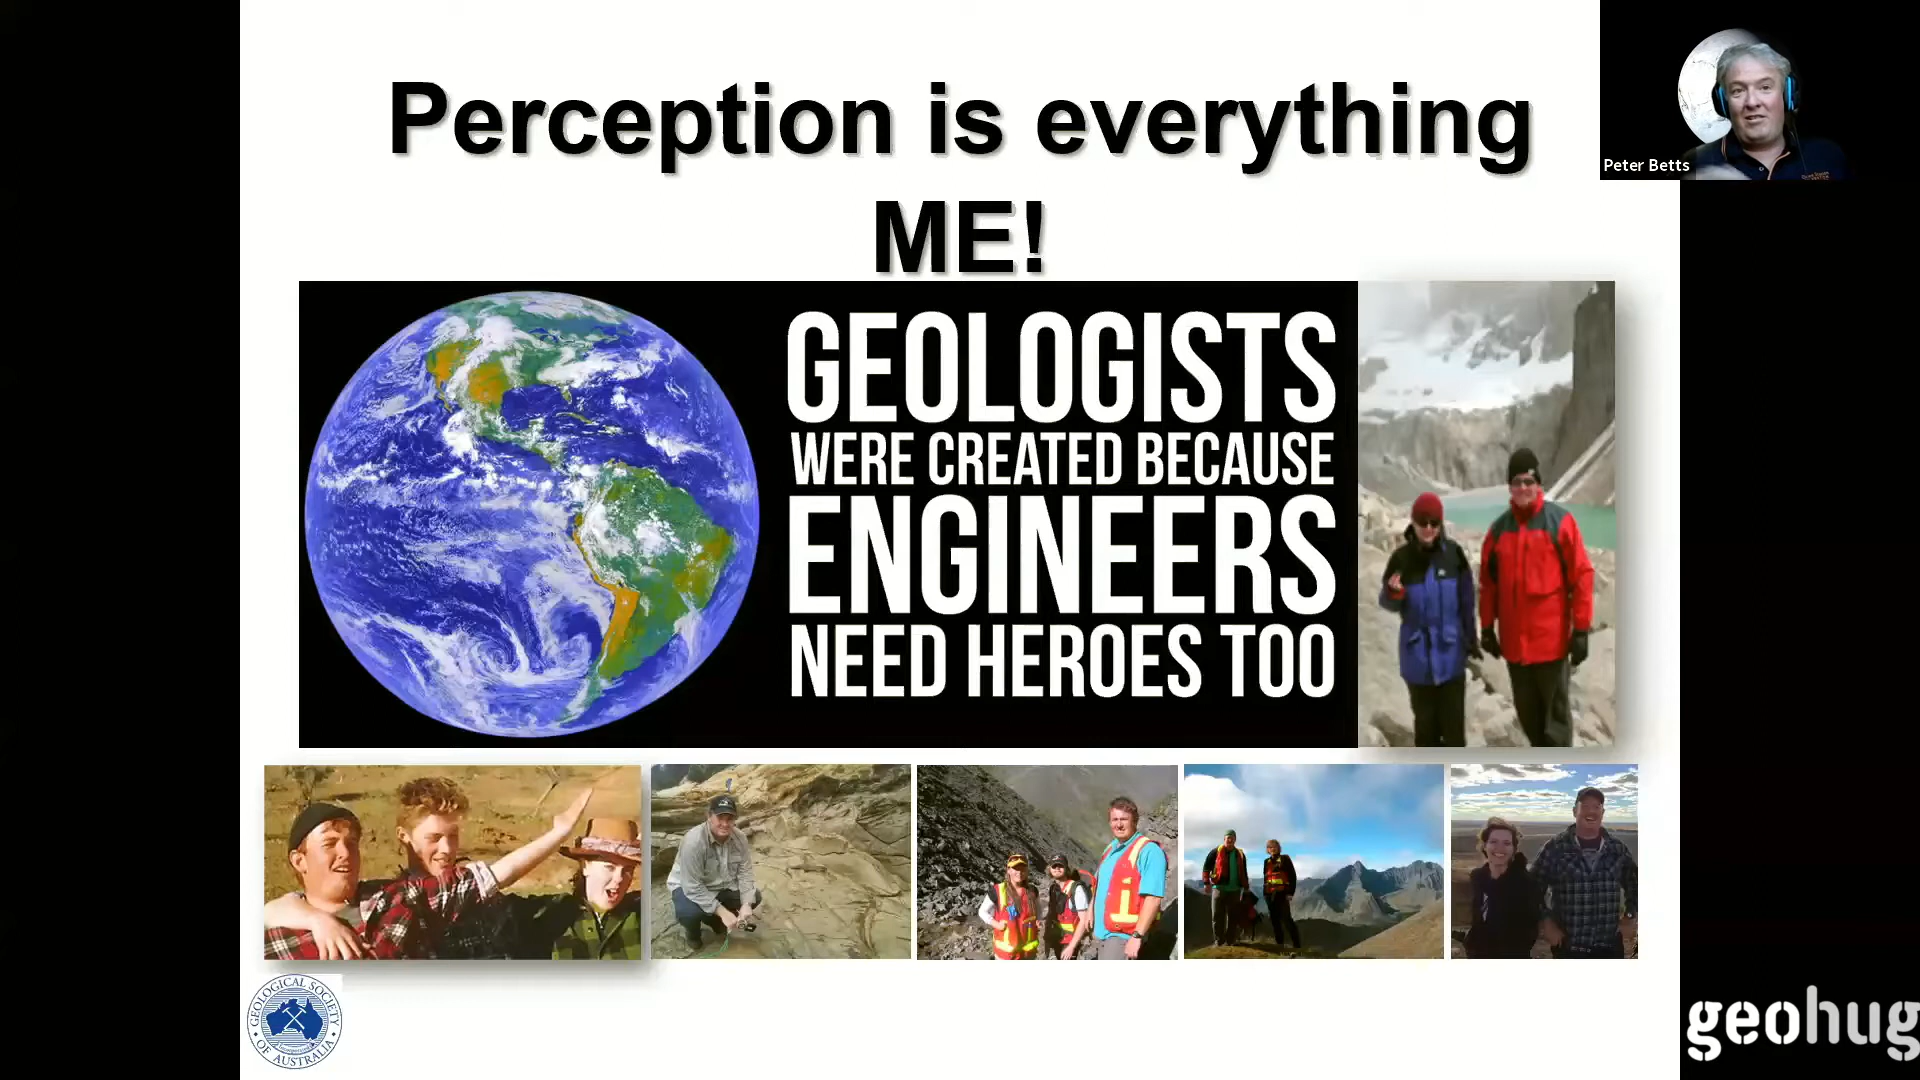 Perception is everything
ME!
Peter Betts
GEOLOGISTS
WERE CREATED BECAUSE
ENGINEERS
NEED HEROES TOO
GEOLOGICAL SOCIETY
OF AUSTRALIA
geohug